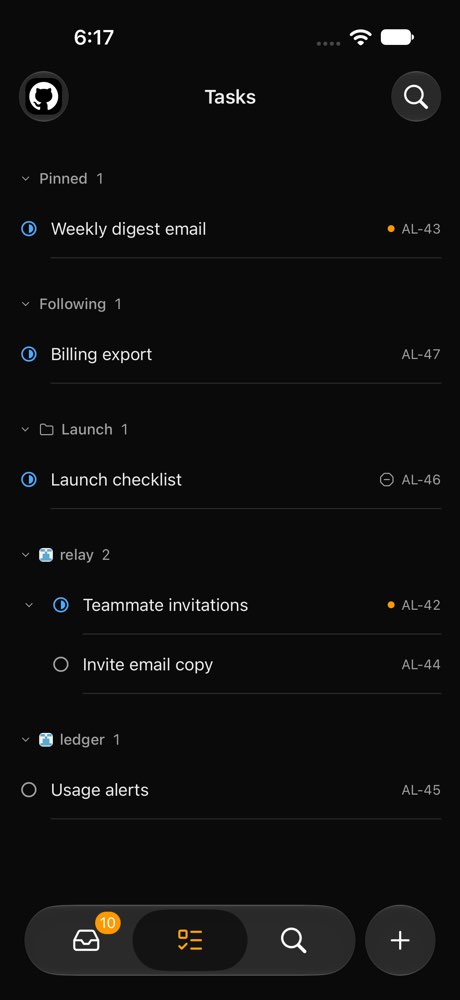 6:17
Tasks
Pinned 1
Weekly digest email AL-43
Following 1
Billing export AL-47
Launch 1
Launch checklist AL-46
relay 2
Teammate invitations AL-42
Invite email copy AL-44
ledger 1
Usage alerts AL-45
10